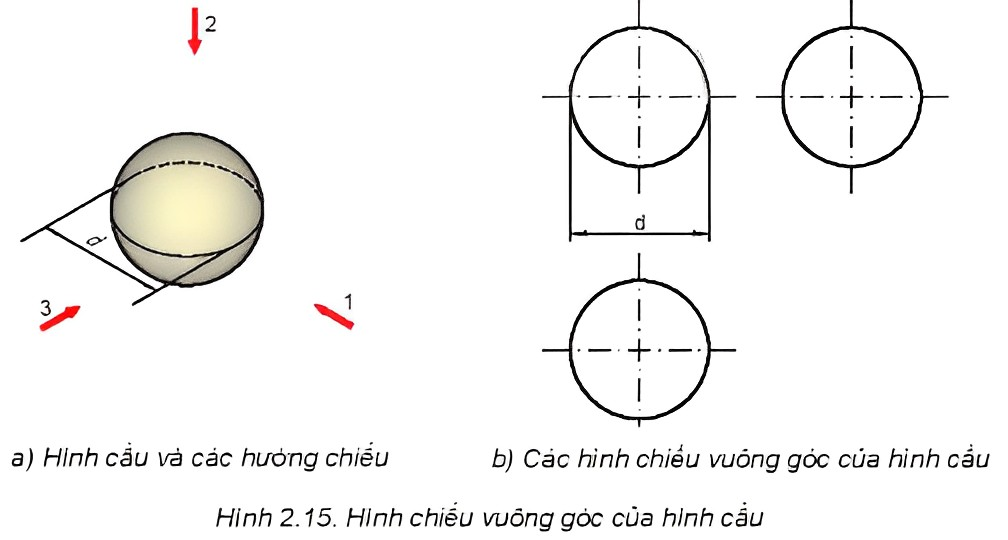 2
d
3
1
d
a) Hình cầu và các hướng chiếu
b) Các hình chiếu vuông góc của hình cầu
Hình 2.15. Hình chiếu vuông góc của hình cầu